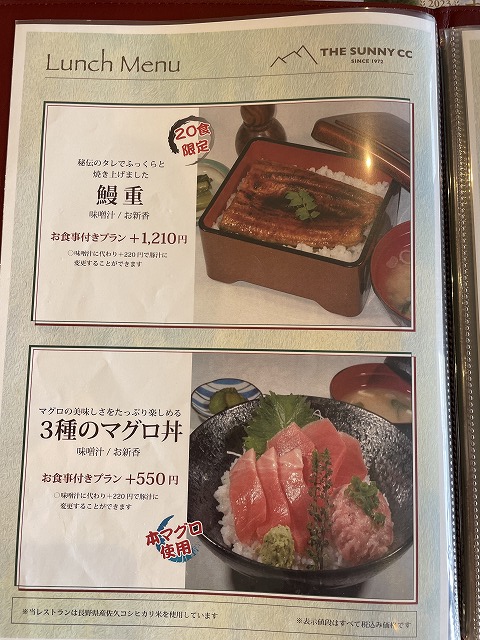 Lunch Menu
THE SUNNY CC
SINCE 1972
20食
限定
秘伝のタレでふっくらと
焼き上げました
鰻重
味噌汁 / お新香
お食事付きプラン +1,210円
○味噌汁に代わり+220円で豚汁に
変更することができます
マグロの美味しさをたっぷり楽しめる
3種のマグロ丼
味噌汁 / お新香
お食事付きプラン +550円
○味噌汁に代わり+220円で豚汁に
変更することができます
本マグロ
使用
※当レストランは長野県産佐久コシヒカリ米を使用しています
※表示値段はすべて税込み価格です